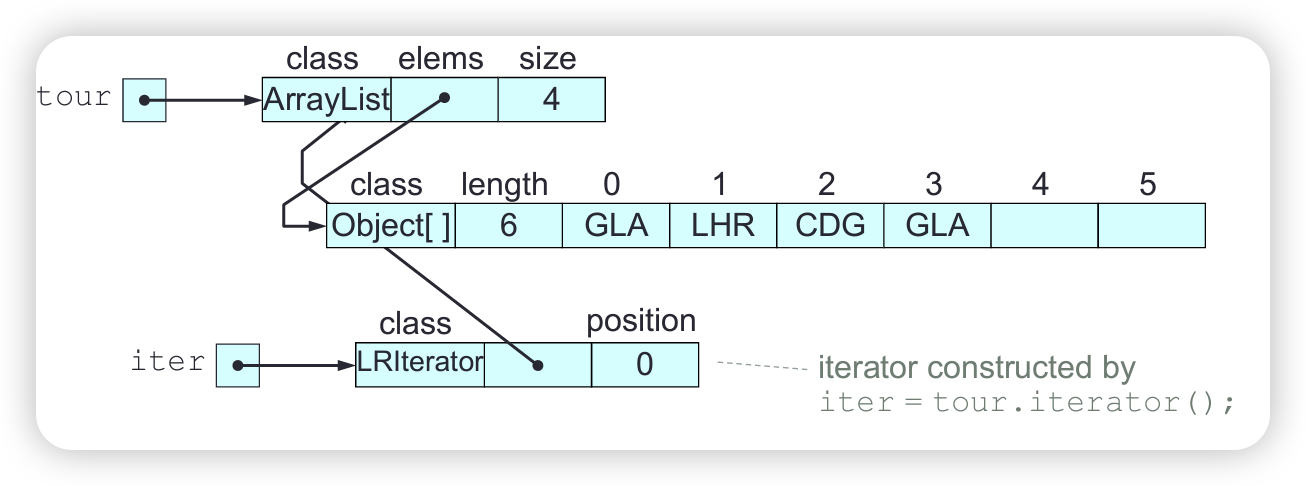 class elems size
tour ArrayList 4
class length 0 1 2 3 4 5
Object[ ] 6 GLA LHR CDG GLA
class position
iter LRIterator 0
iterator constructed by
iter = tour.iterator();